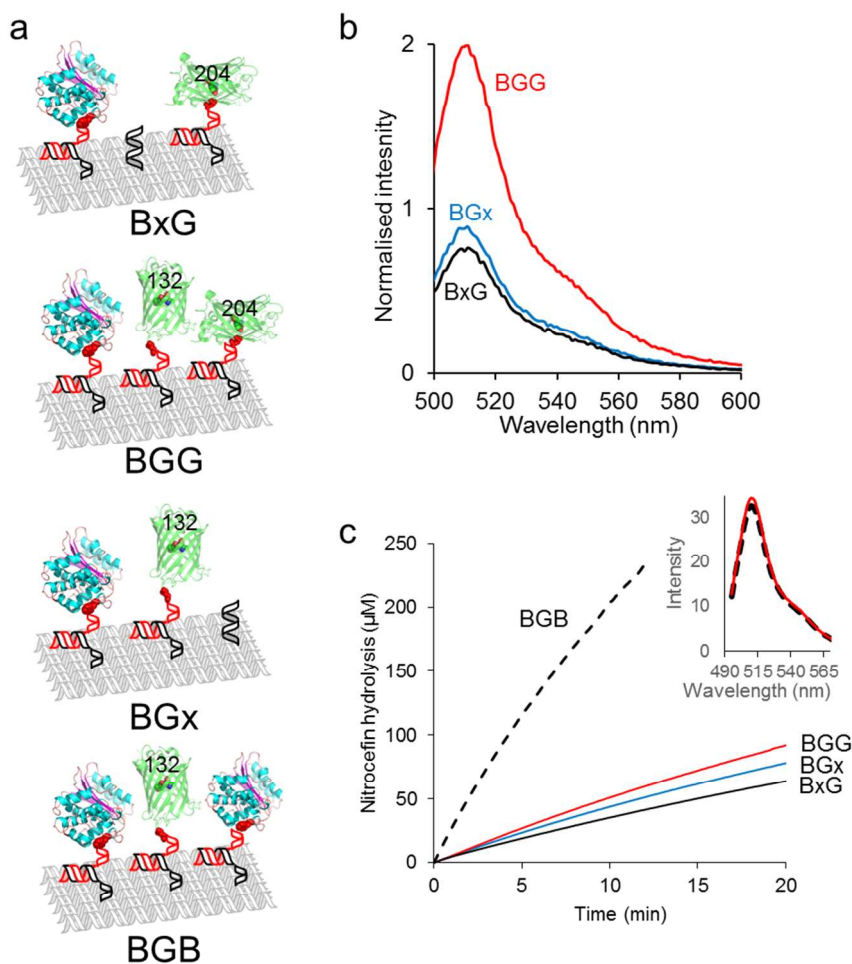 a
204
BxG
132
204
BGG
132
BGx
132
BGB
b
2
1
0
Normalised intesnity
BGG
BGx
BxG
500 520 540 560 580 600
Wavelength (nm)
c
250
200
150
100
50
0
Nitrocefin hydrolysis (µM)
BGB
BGG
BGx
BxG
0 5 10 15 20
Time (min)
30
20
10
0
Intensity
490 515 540 565
Wavelength (nm)